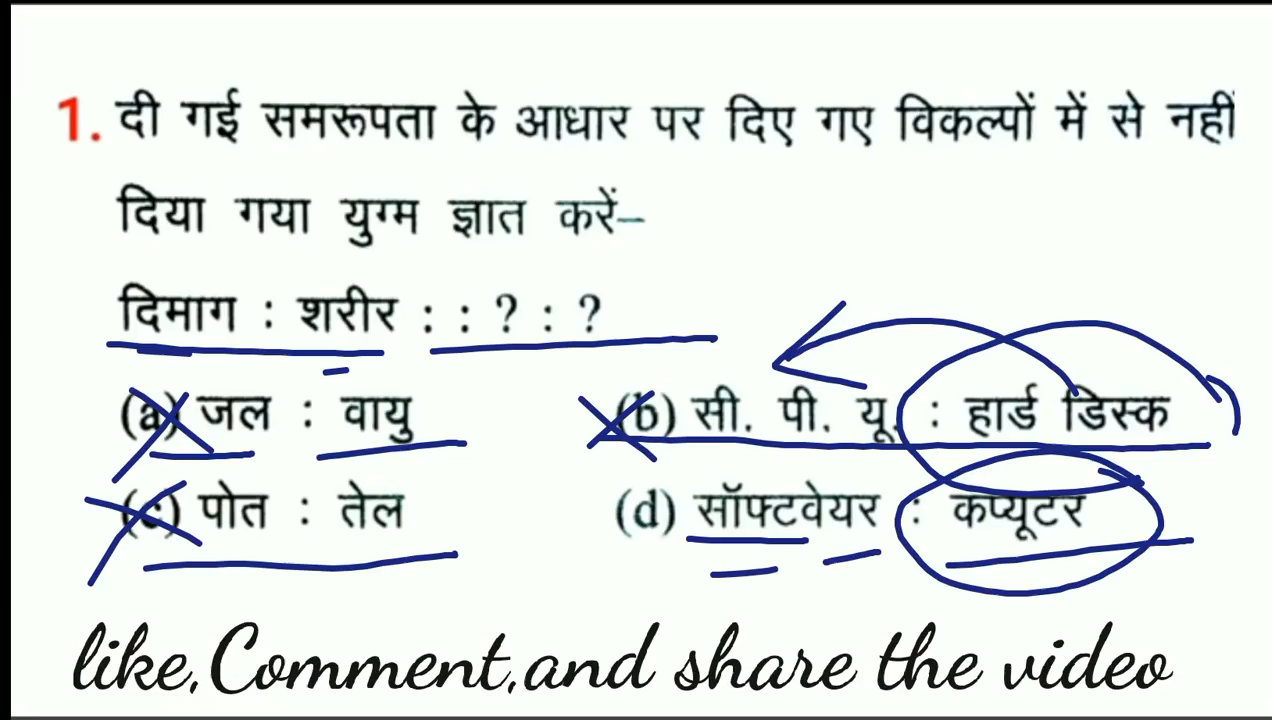 1. दी गई समरूपता के आधार पर दिए गए विकल्पों में से नहीं
दिया गया युग्म ज्ञात करें–
दिमाग : शरीर : : ? : ?
(a) जल : वायु (b) सी. पी. यू. : हार्ड डिस्क
(c) पोत : तेल (d) सॉफ्टवेयर : कप्यूटर
like,Comment,and share the video